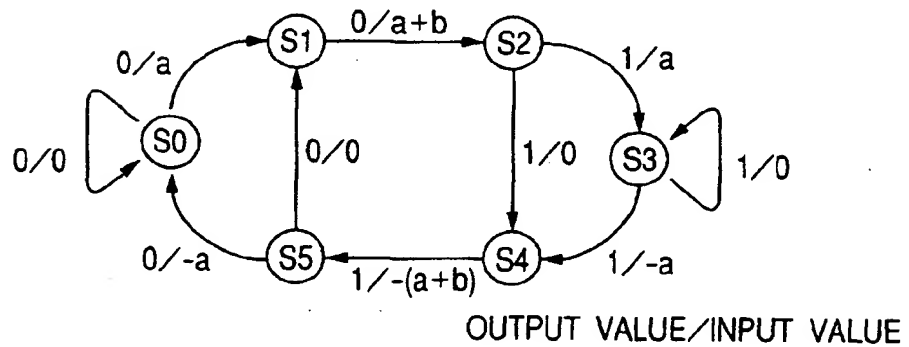 S1
0/a+b
S2
0/a
1/a
S0
0/0
0/0
1/0
S3
1/0
0/-a
S5
1/-(a+b)
S4
1/-a
OUTPUT VALUE/INPUT VALUE